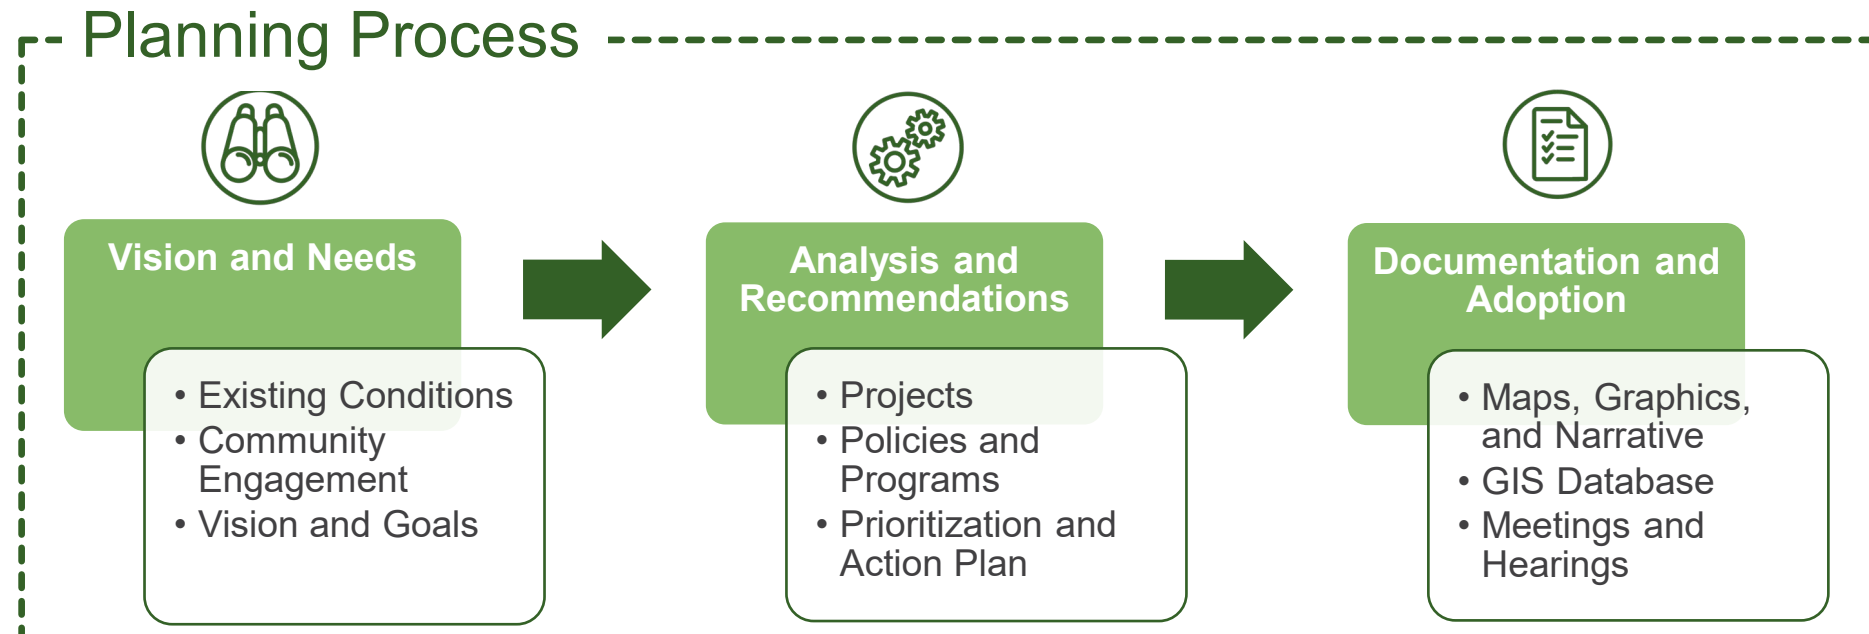 Planning Process
Vision and Needs
• Existing Conditions
• Community
Engagement
• Vision and Goals
Analysis and
Recommendations
• Projects
• Policies and
Programs
• Prioritization and
Action Plan
Documentation and
Adoption
• Maps, Graphics,
and Narrative
• GIS Database
• Meetings and
Hearings